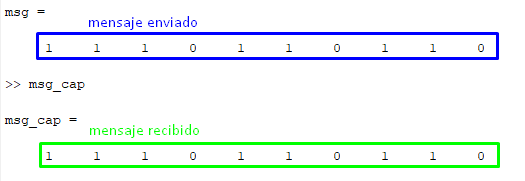 msg =
mensaje enviado
1 1 1 0 1 1 0 1 1 0
>> msg_cap
msg_cap =
mensaje recibido
1 1 1 0 1 1 0 1 1 0